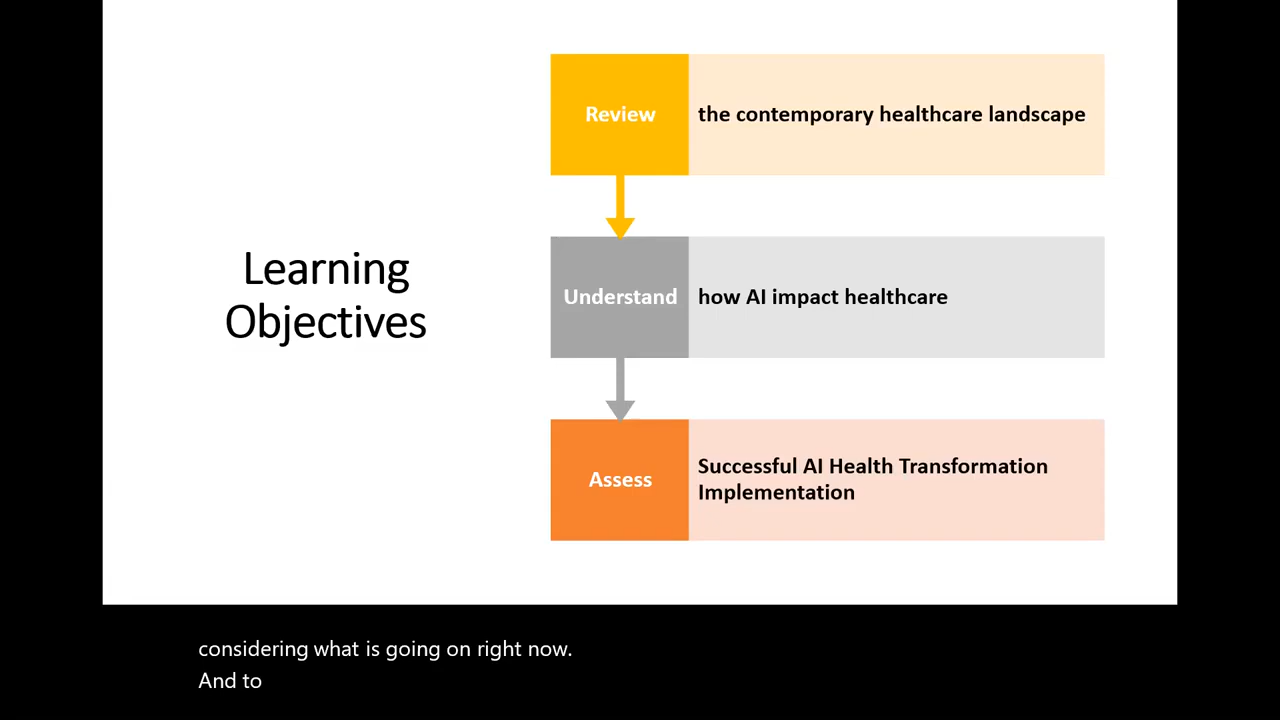 Learning
Objectives
Review
the contemporary healthcare landscape
Understand
how AI impact healthcare
Assess
Successful AI Health Transformation
Implementation
considering what is going on right now.
And to